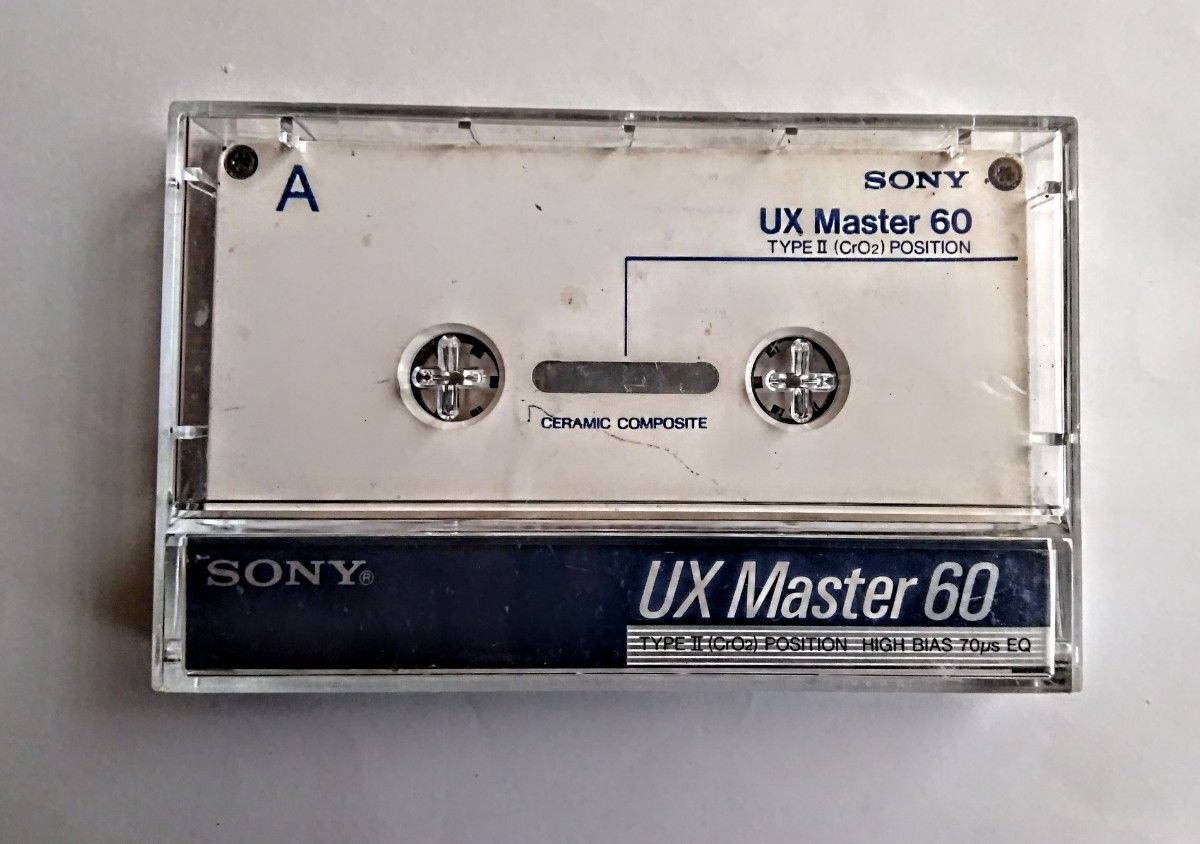 A
SONY
UX Master 60
TYPE II (CrO2) POSITION
CERAMIC COMPOSITE
SONY®
UX Master 60
TYPE II (CrO2) POSITION HIGH BIAS 70µs EQ